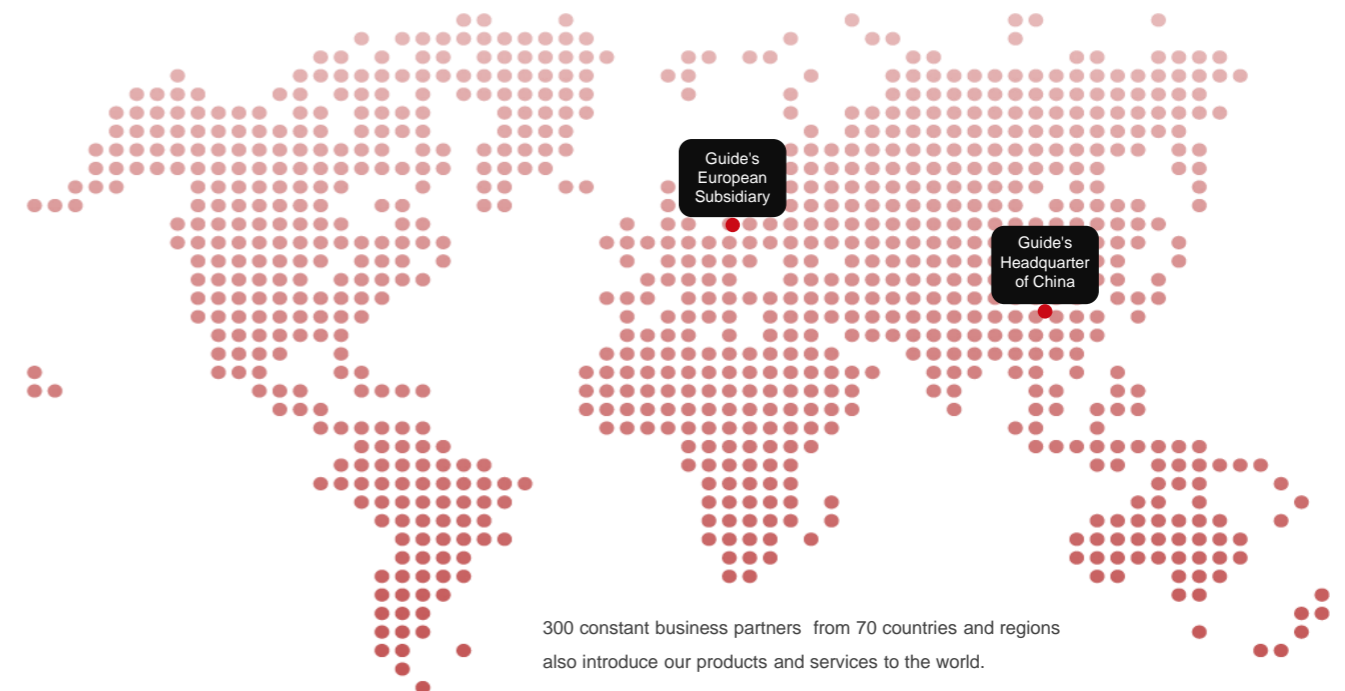 Guide's
European
Subsidiary
Guide's
Headquarter
of China
300 constant business partners  from 70 countries and regions
also introduce our products and services to the world.